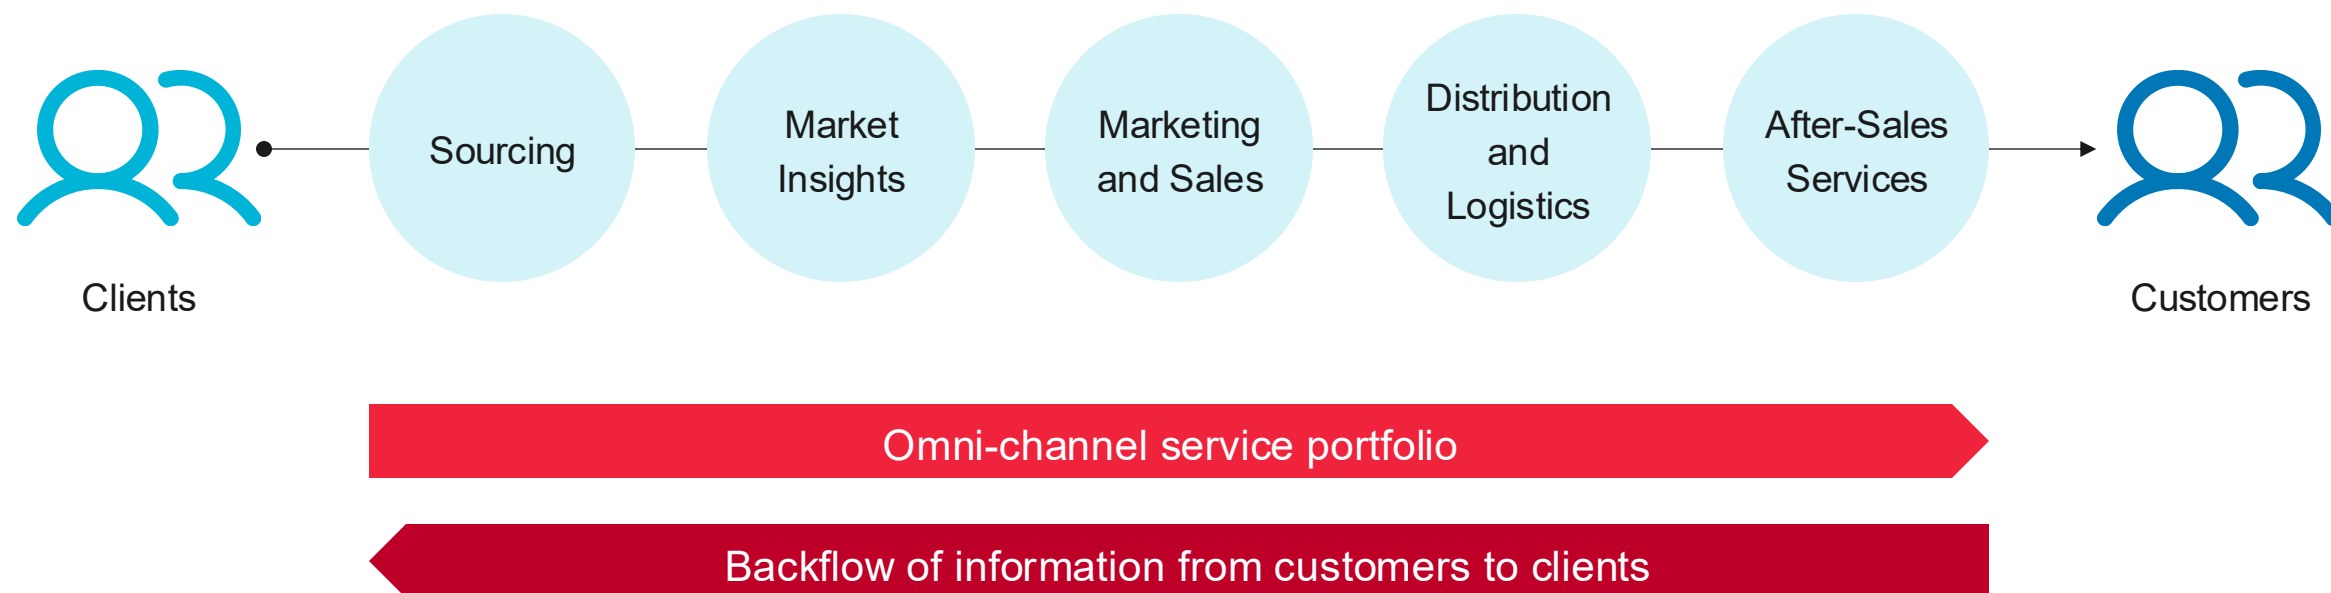 Clients
Sourcing
Market
Insights
Marketing
and Sales
Distribution
and
Logistics
After-Sales
Services
Customers
Omni-channel service portfolio
Backflow of information from customers to clients